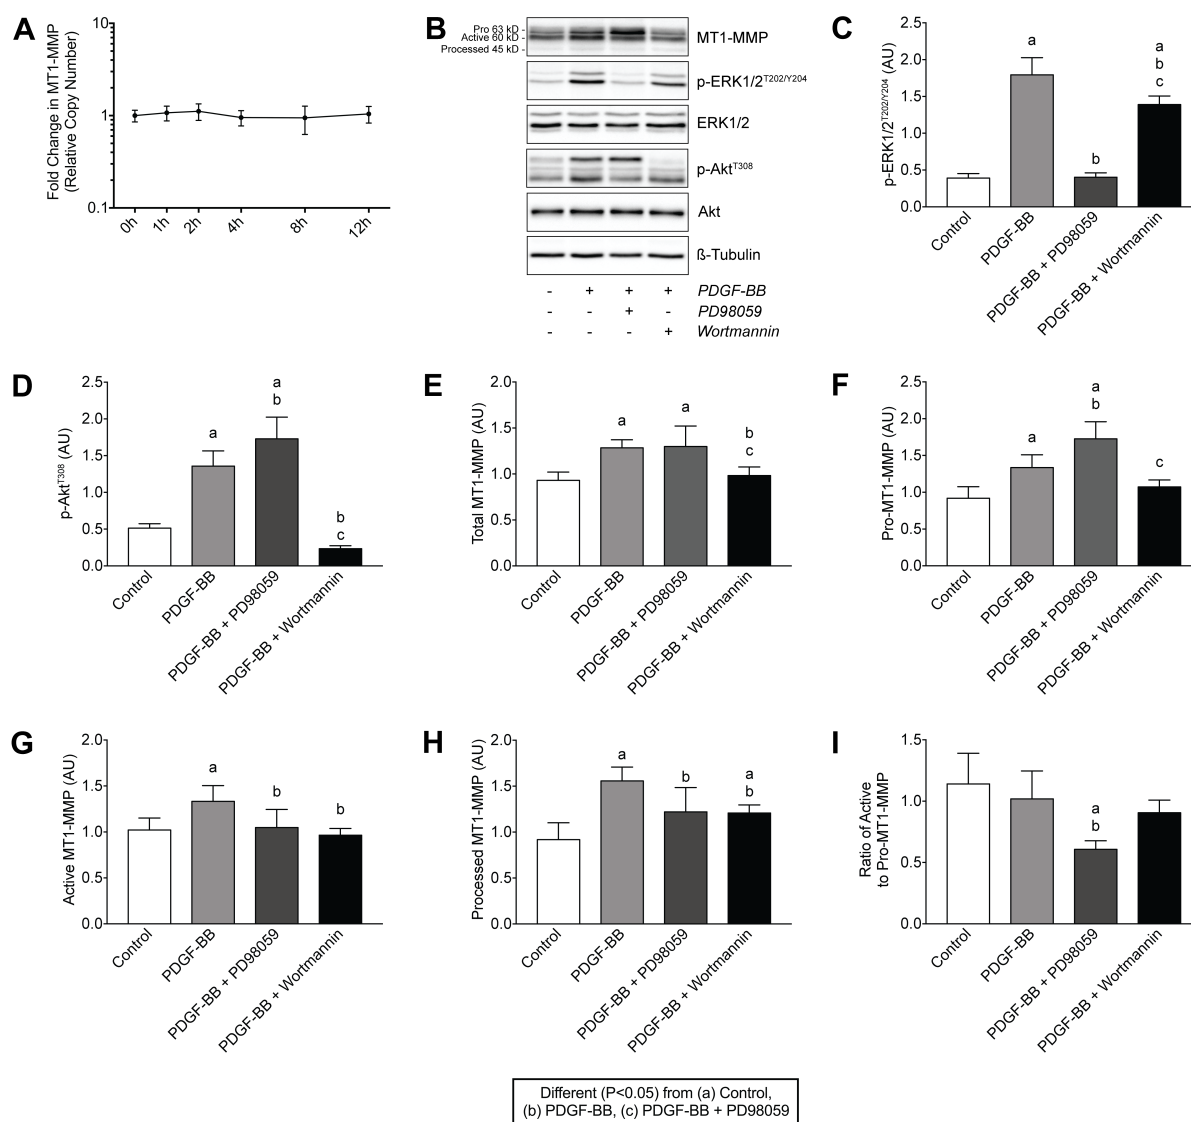 A
Fold Change in MT1-MMP
(Relative Copy Number)
10
1
0.1
0h
1h
2h
4h
8h
12h
B
Pro 63 kD -
Active 60 kD -
Processed 45 kD -
MT1-MMP
p-ERK1/2T202/Y204
ERK1/2
p-AktT308
Akt
ß-Tubulin
- + + + PDGF-BB
- - + - PD98059
- - - + Wortmannin
C
p-ERK1/2T202/Y204 (AU)
2.5
2.0
1.5
1.0
0.5
0.0
a
b
a
b
c
Control
PDGF-BB
PDGF-BB + PD98059
PDGF-BB + Wortmannin
D
p-AktT308 (AU)
2.5
2.0
1.5
1.0
0.5
0.0
a
a
b
b
c
Control
PDGF-BB
PDGF-BB + PD98059
PDGF-BB + Wortmannin
E
Total MT1-MMP (AU)
2.0
1.5
1.0
0.5
0.0
a
a
b
c
Control
PDGF-BB
PDGF-BB + PD98059
PDGF-BB + Wortmannin
F
Pro-MT1-MMP (AU)
2.5
2.0
1.5
1.0
0.5
0.0
a
a
b
c
Control
PDGF-BB
PDGF-BB + PD98059
PDGF-BB + Wortmannin
G
Active MT1-MMP (AU)
2.0
1.5
1.0
0.5
0.0
a
b
b
Control
PDGF-BB
PDGF-BB + PD98059
PDGF-BB + Wortmannin
H
Processed MT1-MMP (AU)
2.0
1.5
1.0
0.5
0.0
a
b
a
b
Control
PDGF-BB
PDGF-BB + PD98059
PDGF-BB + Wortmannin
I
Ratio of Active
to Pro-MT1-MMP
1.5
1.0
0.5
0.0
a
b
Control
PDGF-BB
PDGF-BB + PD98059
PDGF-BB + Wortmannin
Different (P<0.05) from (a) Control,
(b) PDGF-BB, (c) PDGF-BB + PD98059